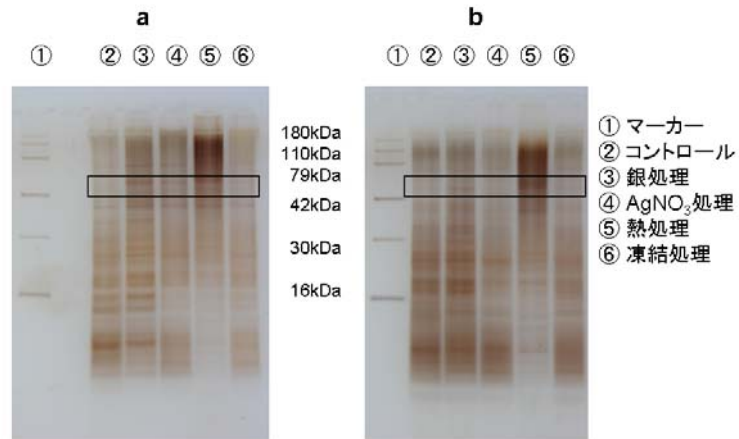 a
① ② ③ ④ ⑤ ⑥
b
① ② ③ ④ ⑤ ⑥
180kDa
110kDa
79kDa
42kDa
30kDa
16kDa
① マーカー
② コントロール
③ 銀処理
④ AgNO₃処理
⑤ 熱処理
⑥ 凍結処理